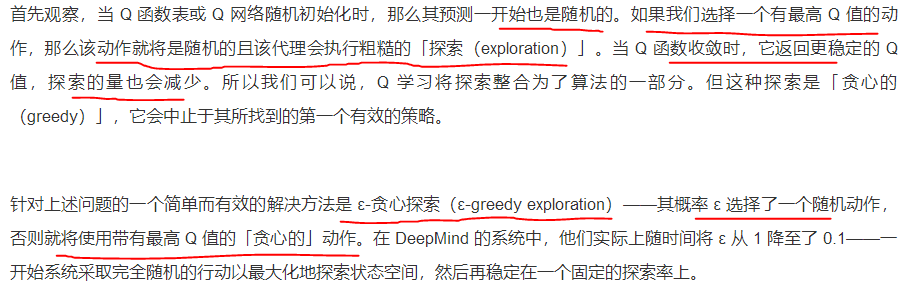 首先观察，当 Q 函数表或 Q 网络随机初始化时，那么其预测一开始也是随机的。如果我们选择一个有最高 Q 值的动
作，那么该动作就将是随机的且该代理会执行粗糙的「探索（exploration）」。当 Q 函数收敛时，它返回更稳定的 Q
值，探索的量也会减少。所以我们可以说，Q 学习将探索整合为了算法的一部分。但这种探索是「贪心的
（greedy）」，它会中止于其所找到的第一个有效的策略。
针对上述问题的一个简单而有效的解决方法是 ε-贪心探索（ε-greedy exploration）——其概率 ε 选择了一个随机动作，
否则就将使用带有最高 Q 值的「贪心的」动作。在 DeepMind 的系统中，他们实际上随时间将 ε 从 1 降至了 0.1——一
开始系统采取完全随机的行动以最大化地探索状态空间，然后再稳定在一个固定的探索率上。